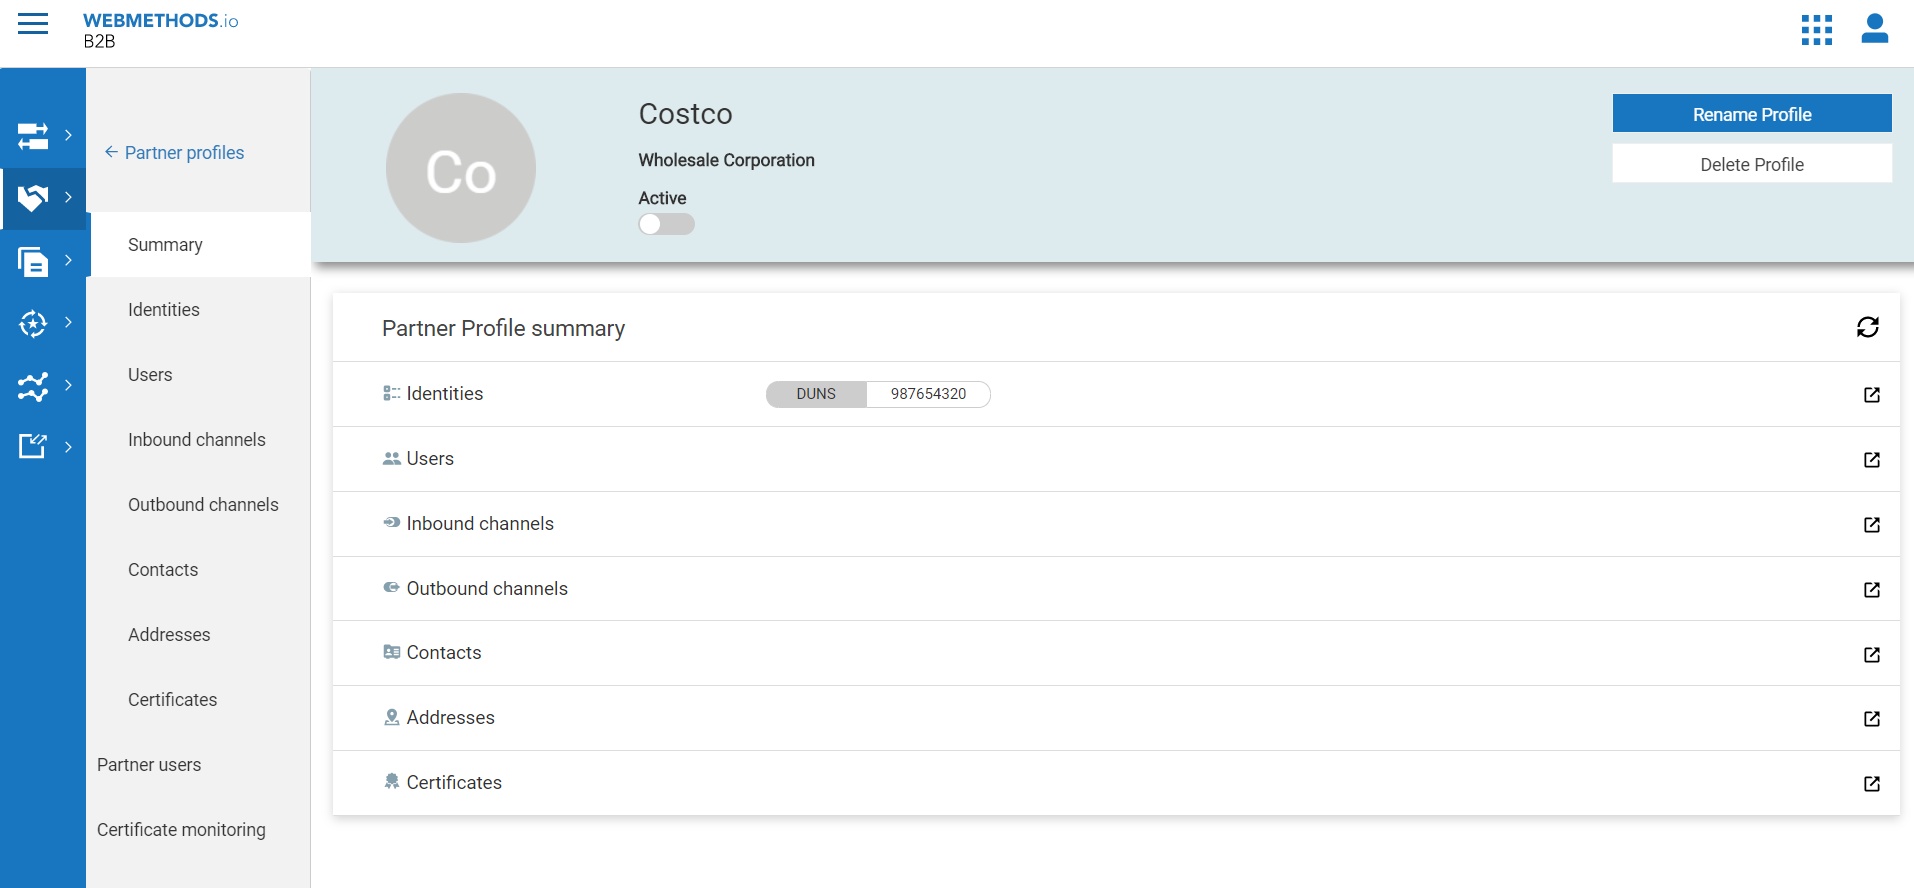 WEBMETHODS.io
B2B
Partner profiles
Summary
Identities
Users
Inbound channels
Outbound channels
Contacts
Addresses
Certificates
Partner users
Certificate monitoring
Co
Costco
Wholesale Corporation
Active
Rename Profile
Delete Profile
Partner Profile summary
Identities DUNS 987654320
Users
Inbound channels
Outbound channels
Contacts
Addresses
Certificates